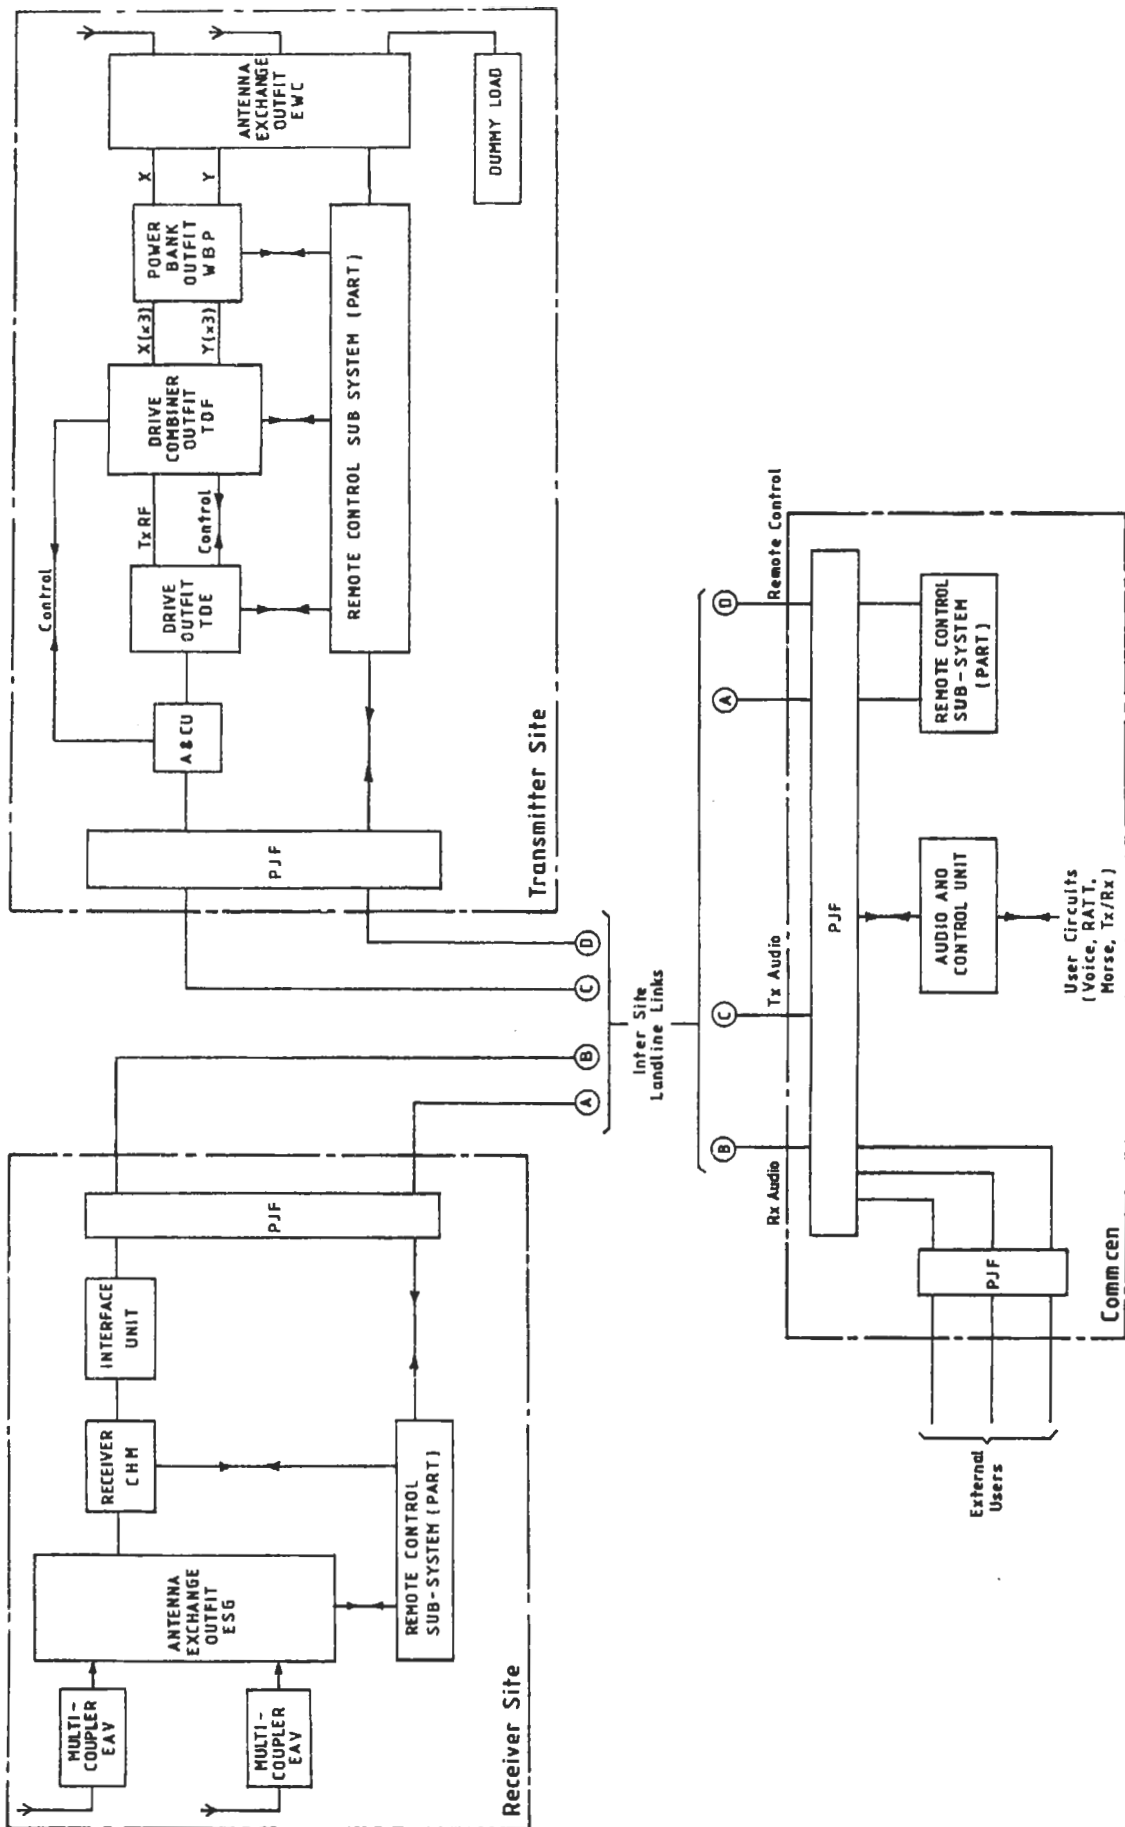 MULTI-
COUPLER
EAV
MULTI-
COUPLER
EAV
ANTENNA
EXCHANGE
OUTFIT
ESG
RECEIVER
CHM
INTERFACE
UNIT
PJF
REMOTE CONTROL
SUB-SYSTEM (PART)
Receiver Site
Control
PJF
A&CU
DRIVE
OUTFIT
TDE
TxRF
Control
DRIVE
COMBINER
OUTFIT
TDF
X(x3)
Y(x3)
POWER
BANK
OUTFIT
WBP
X
Y
ANTENNA
EXCHANGE
OUTFIT
EWC
REMOTE CONTROL SUB SYSTEM (PART)
DUMMY LOAD
Transmitter Site
A
B
C
D
Inter Site
Landline Links
B
C
A
D
Rx Audio
Tx Audio
Remote Control
PJF
PJF
AUDIO AND
CONTROL UNIT
REMOTE CONTROL
SUB-SYSTEM
(PART)
External
Users
User Circuits
(Voice, RATT,
Morse, Tx/Rx)
Commcen